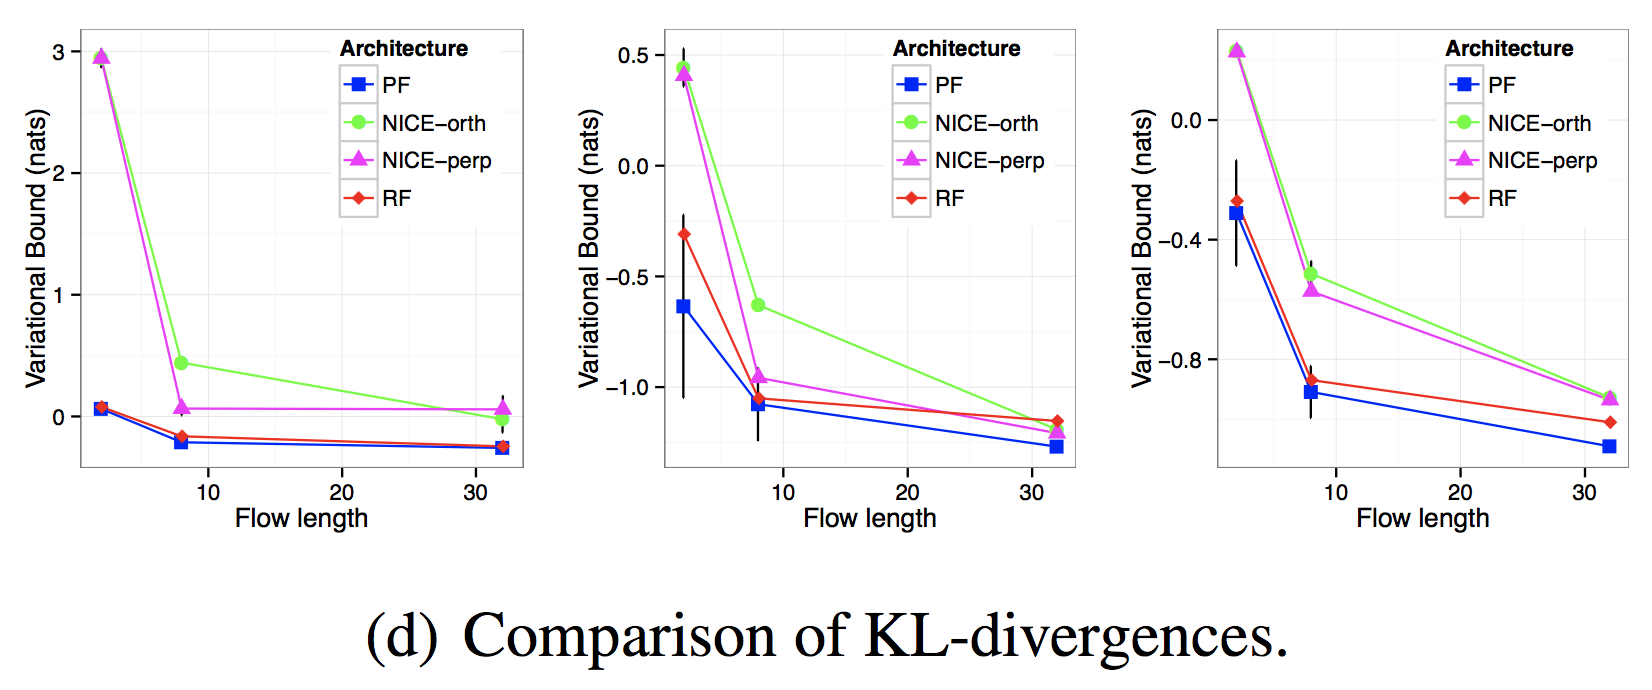 Variational Bound (nats)
3
2
1
0
10 20 30
Flow length
Architecture
PF
NICE−orth
NICE−perp
RF
Variational Bound (nats)
0.5
0.0
−0.5
−1.0
10 20 30
Flow length
Architecture
PF
NICE−orth
NICE−perp
RF
Variational Bound (nats)
0.0
−0.4
−0.8
10 20 30
Flow length
Architecture
PF
NICE−orth
NICE−perp
RF
(d) Comparison of KL-divergences.